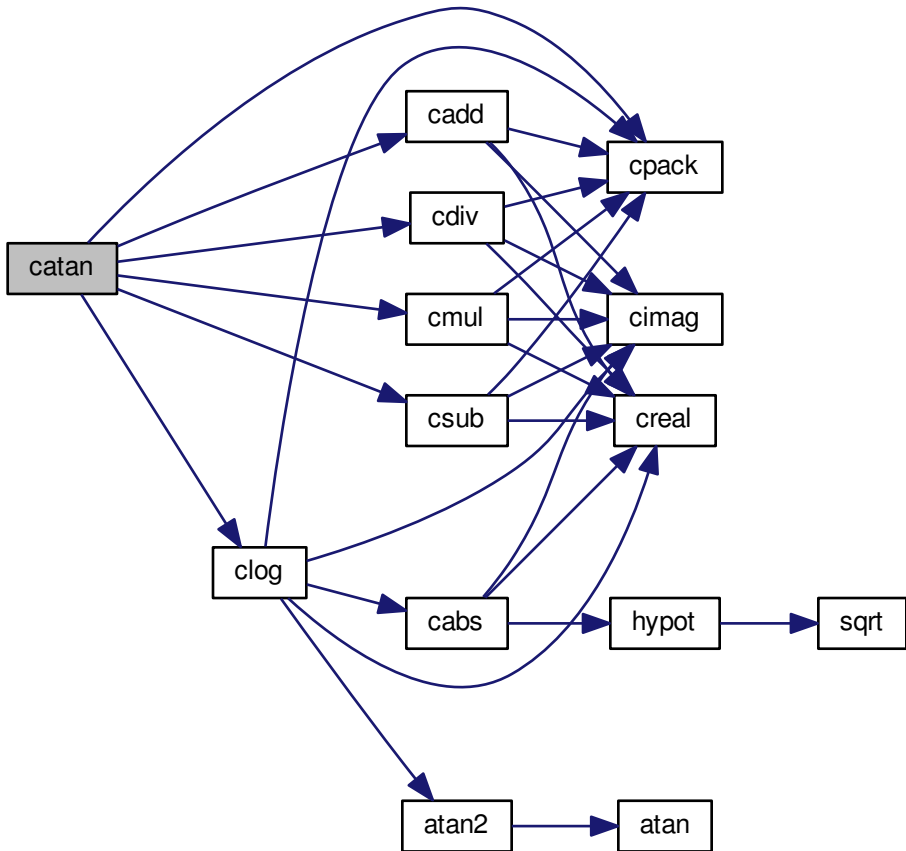 catan
cadd
cpack
cdiv
cmul
cimag
csub
creal
clog
cabs
hypot
sqrt
atan2
atan